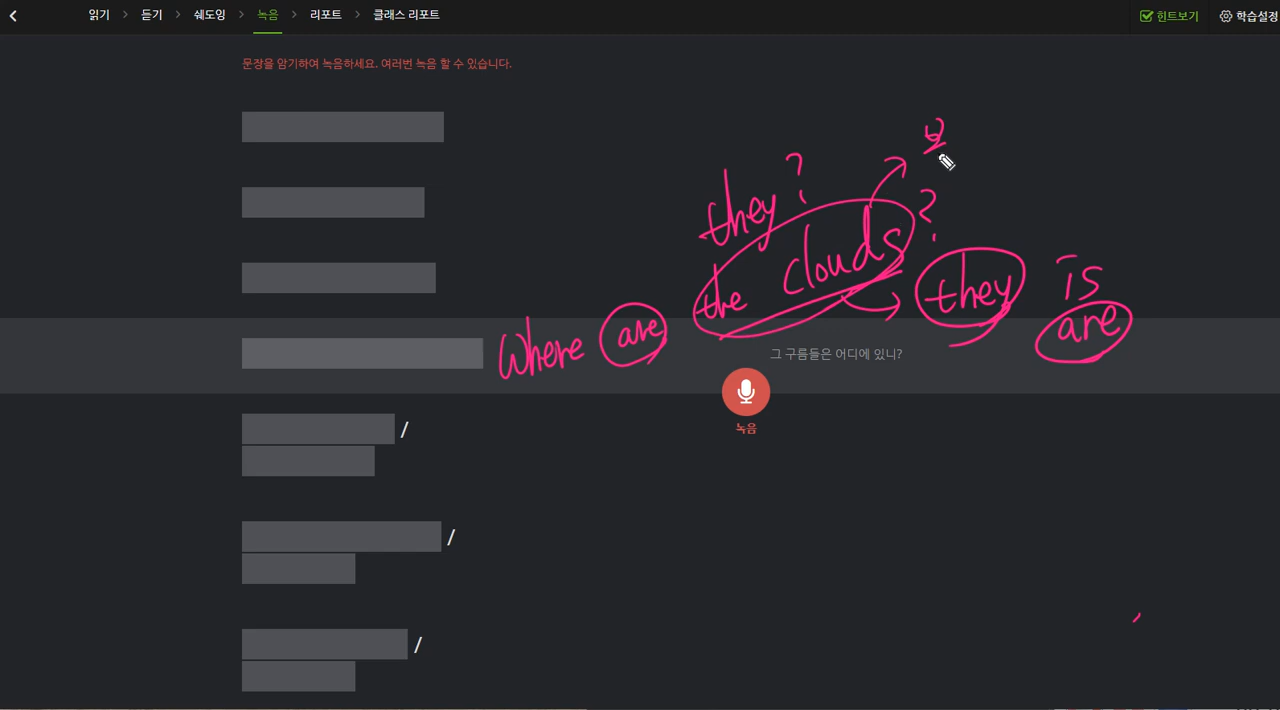 읽기 > 듣기 > 쉐도잉 > 녹음 > 리포트 > 클래스 리포트
힌트보기 학습설정
문장을 암기하여 녹음하세요. 여러번 녹음 할 수 있습니다.
they?
Where are the clouds?
they is
are
그 구름들은 어디에 있니?
녹음
/
/
/